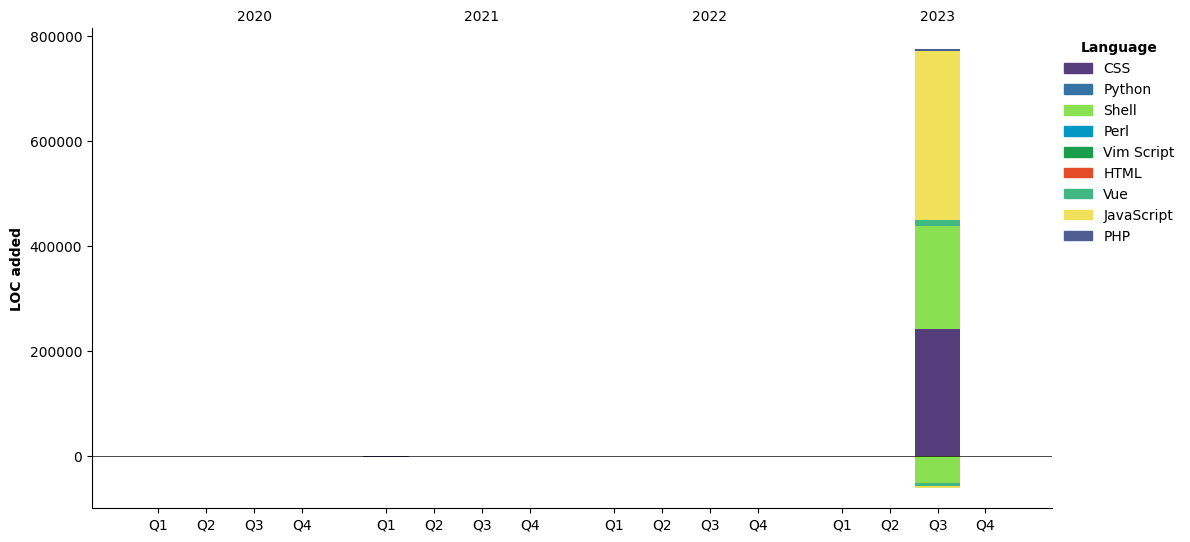 2020 2021 2022 2023
800000
600000
400000
200000
0
LOC added
Q1 Q2 Q3 Q4 Q1 Q2 Q3 Q4 Q1 Q2 Q3 Q4 Q1 Q2 Q3 Q4
Language
CSS
Python
Shell
Perl
Vim Script
HTML
Vue
JavaScript
PHP